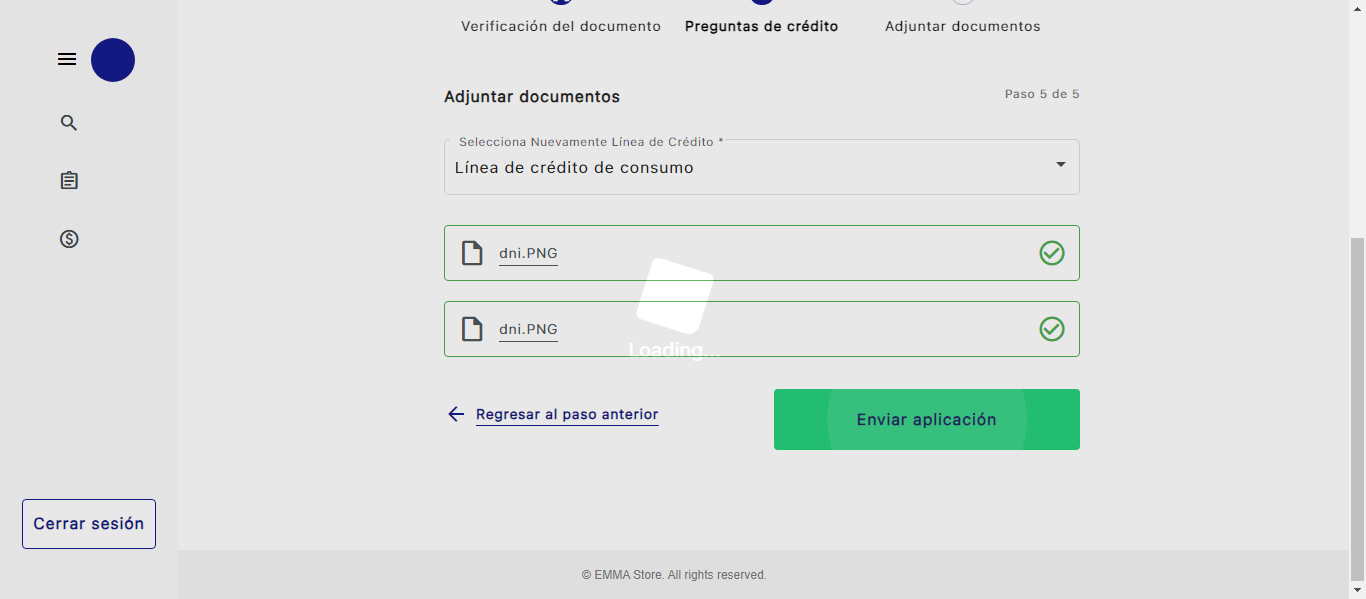 Verificación del documento
Preguntas de crédito
Adjuntar documentos
Adjuntar documentos
Paso 5 de 5
Selecciona Nuevamente Línea de Crédito *
Línea de crédito de consumo
dni.PNG
dni.PNG
Loading...
Regresar al paso anterior
Enviar aplicación
Cerrar sesión
© EMMA Store. All rights reserved.